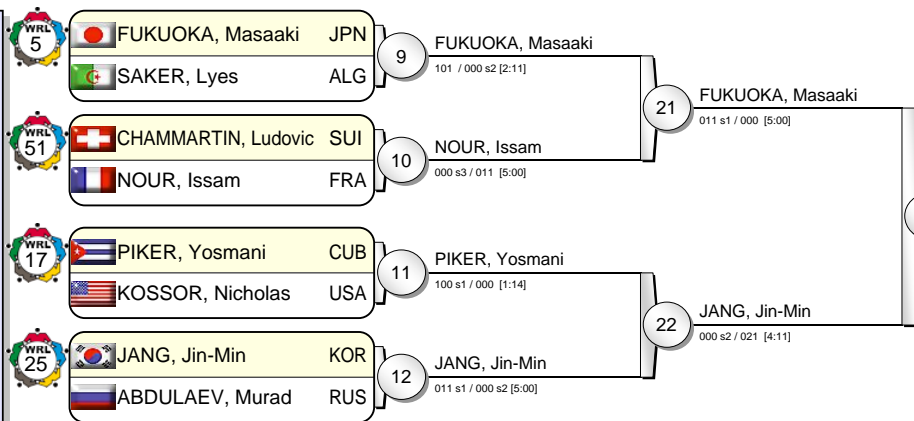 WRL
5
FUKUOKA, Masaaki JPN
SAKER, Lyes ALG
9
FUKUOKA, Masaaki
101 / 000 s2 [2:11]
WRL
51
CHAMMARTIN, Ludovic SUI
NOUR, Issam FRA
10
NOUR, Issam
000 s3 / 011 [5:00]
21
FUKUOKA, Masaaki
011 s1 / 000 [5:00]
WRL
17
PIKER, Yosmani CUB
KOSSOR, Nicholas USA
11
PIKER, Yosmani
100 s1 / 000 [1:14]
WRL
25
JANG, Jin-Min KOR
ABDULAEV, Murad RUS
12
JANG, Jin-Min
011 s1 / 000 s2 [5:00]
22
JANG, Jin-Min
000 s2 / 021 [4:11]